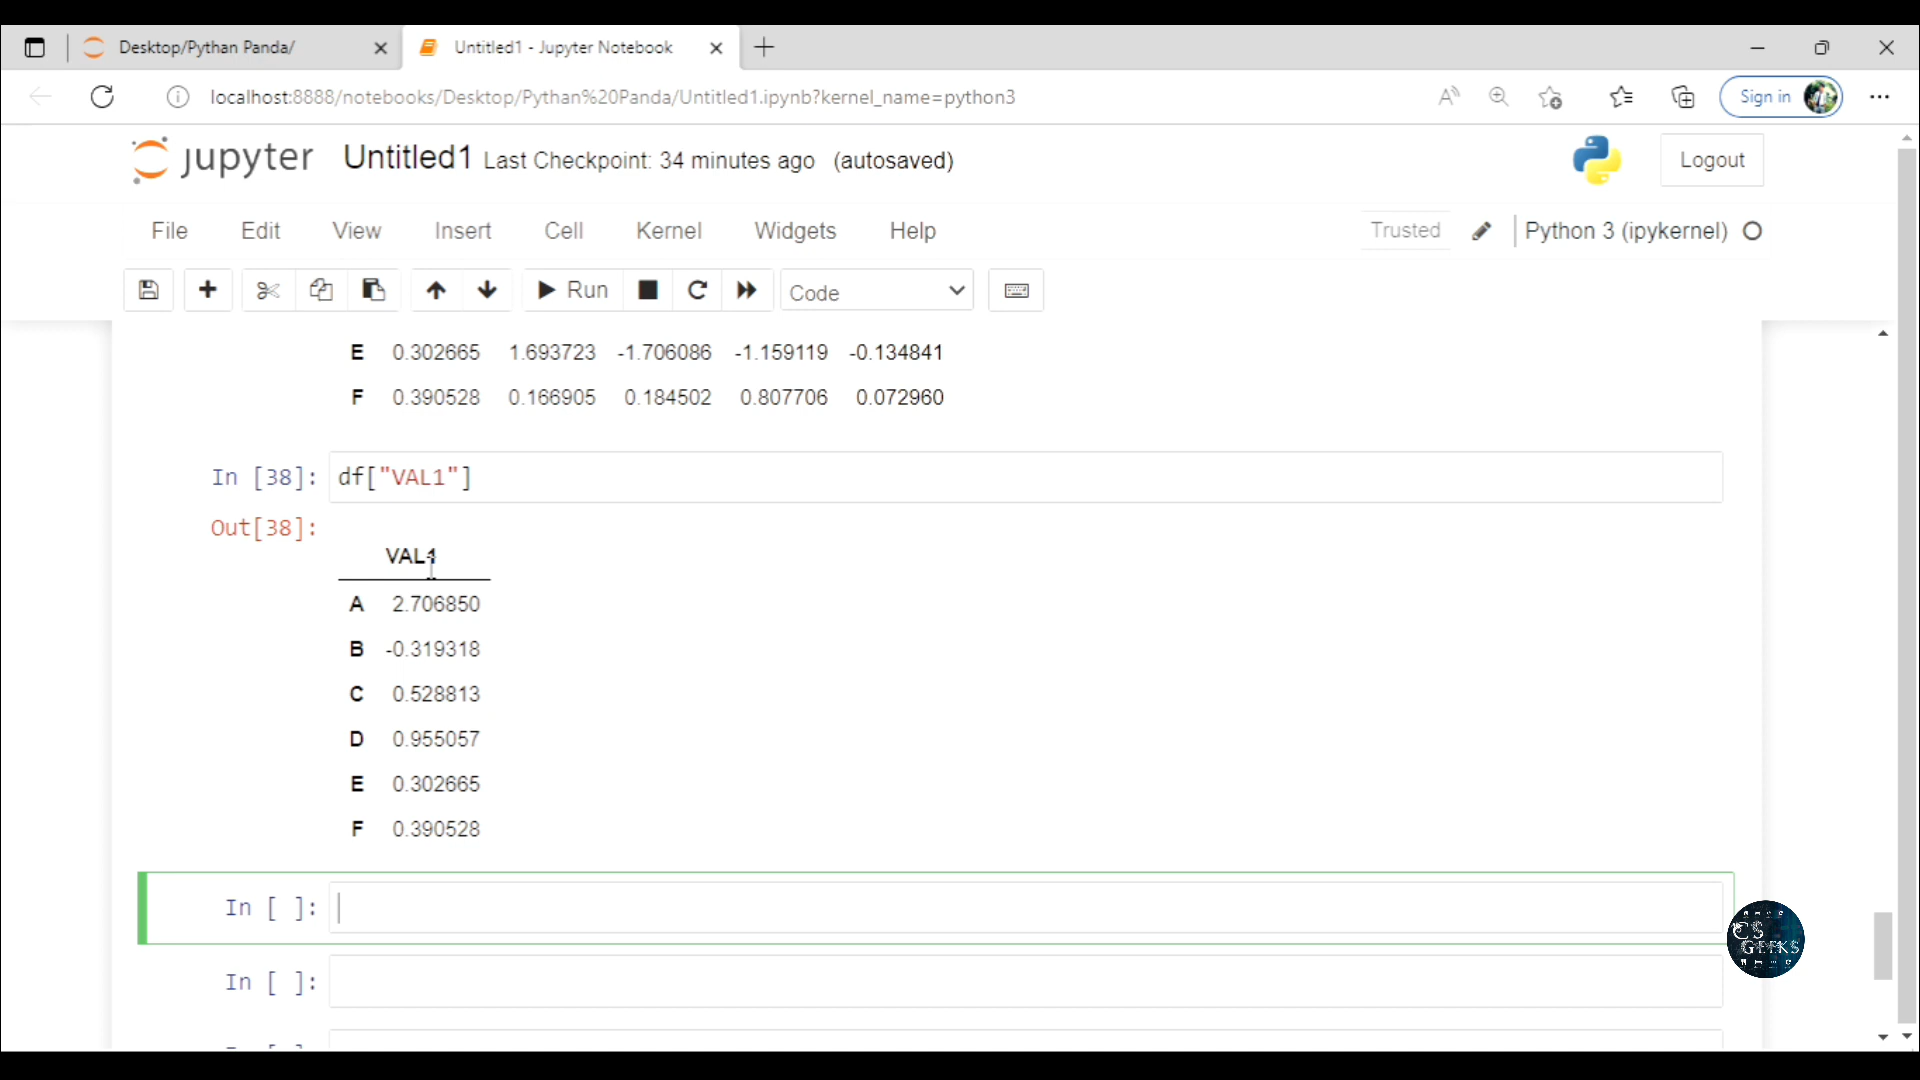 Desktop/Pythan Panda/
Untitled1 - Jupyter Notebook
localhost:8888/notebooks/Desktop/Pythan%20Panda/Untitled1.ipynb?kernel_name=python3
Sign in
jupyter Untitled1 Last Checkpoint: 34 minutes ago (autosaved)
Logout
File Edit View Insert Cell Kernel Widgets Help
Trusted
Python 3 (ipykernel)
Run
Code
E 0.302665 1.693723 -1.706086 -1.159119 -0.134841
F 0.390528 0.166905 0.184502 0.807706 0.072960
In [38]: df["VAL1"]
Out[38]:
VAL1
A 2.706850
B -0.319318
C 0.528813
D 0.955057
E 0.302665
F 0.390528
In [ ]:
CS
GEEKS
In [ ]: